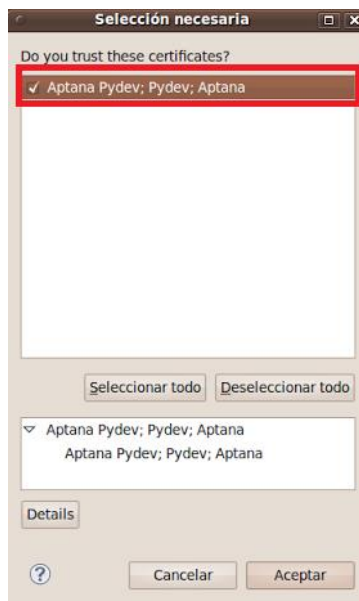 Selección necesaria
Do you trust these certificates?
Aptana Pydev; Pydev; Aptana
Seleccionar todo Deseleccionar todo
Aptana Pydev; Pydev; Aptana
Aptana Pydev; Pydev; Aptana
Details
? Cancelar Aceptar